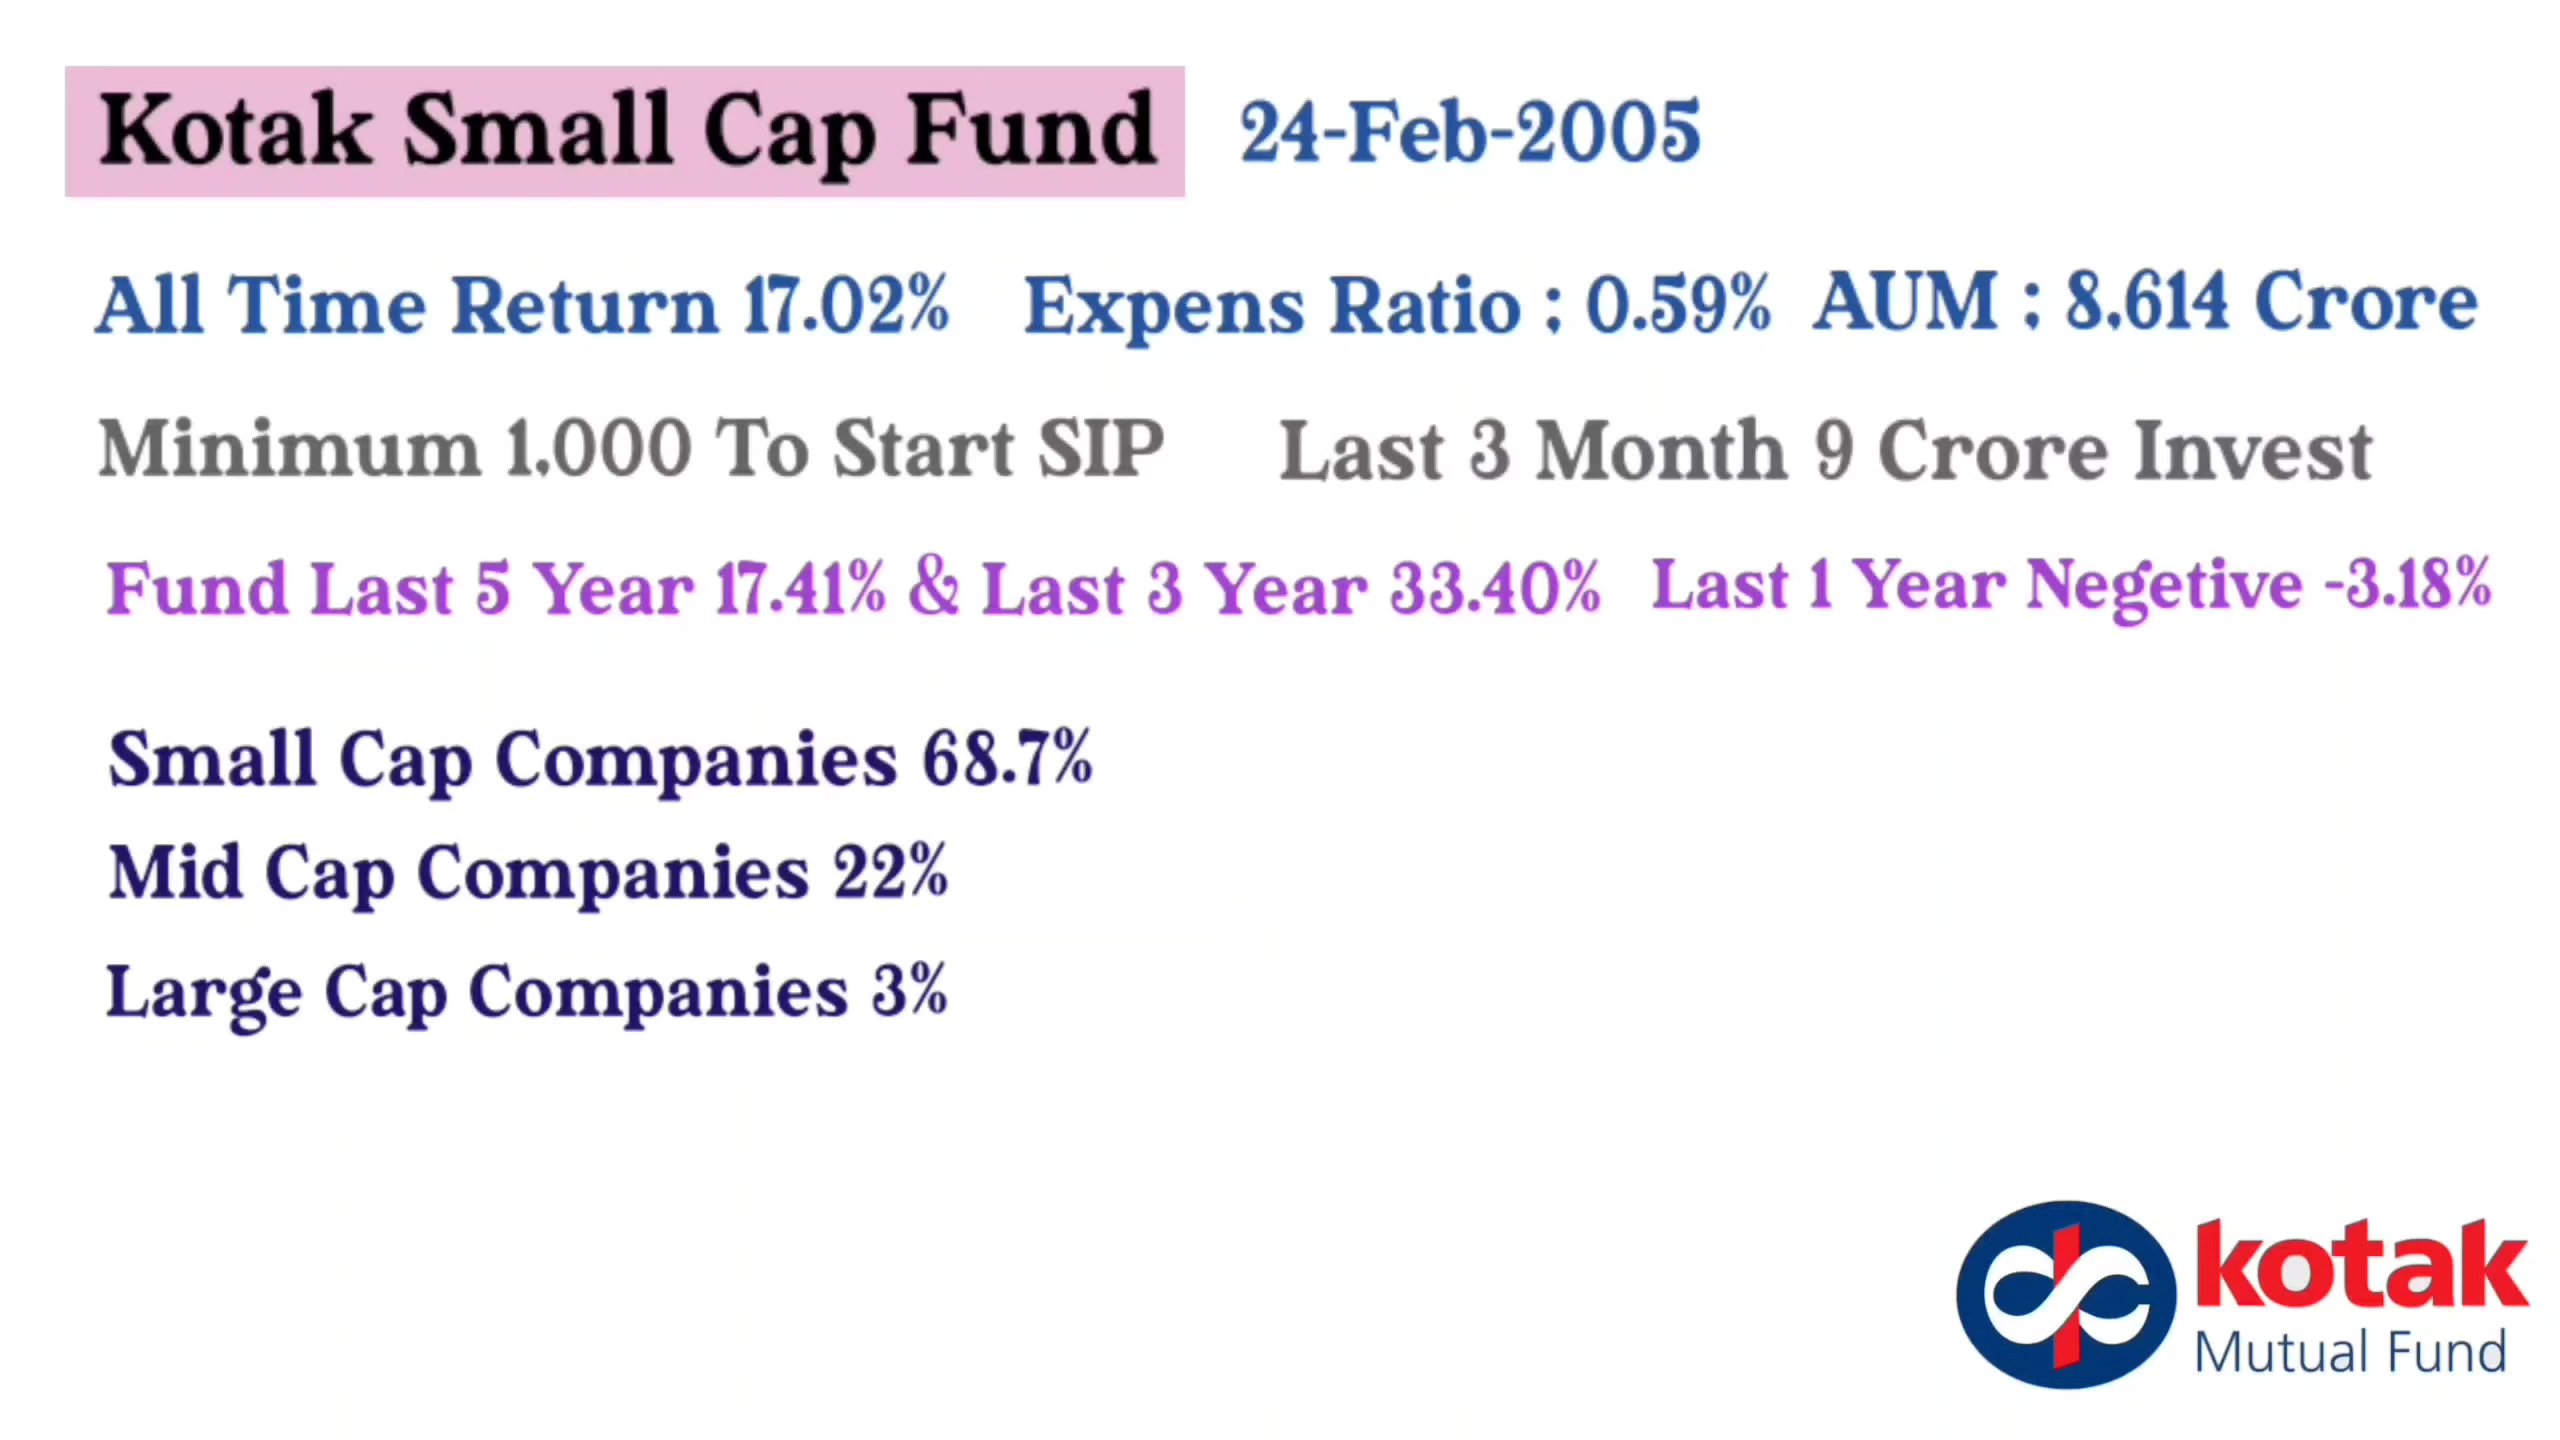 Kotak Small Cap Fund 24-Feb-2005
All Time Return 17.02% Expens Ratio : 0.59% AUM : 8,614 Crore
Minimum 1,000 To Start SIP Last 3 Month 9 Crore Invest
Fund Last 5 Year 17.41% & Last 3 Year 33.40% Last 1 Year Negetive -3.18%
Small Cap Companies 68.7%
Mid Cap Companies 22%
Large Cap Companies 3%
kotak
Mutual Fund